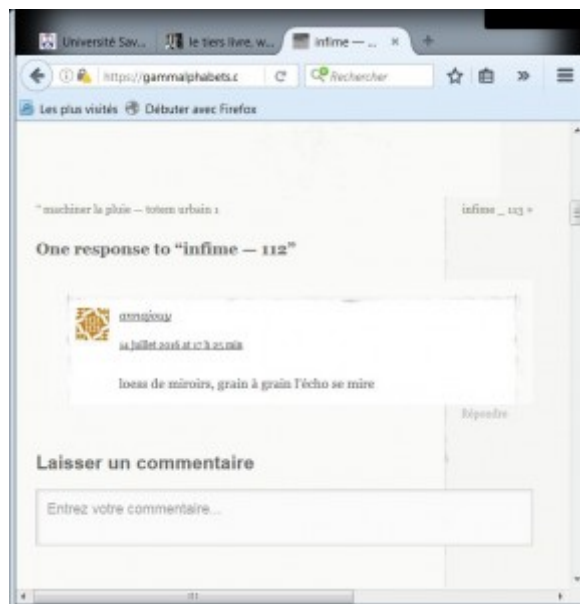 Université Sav...
le tiers livre, w...
infime — ...
https://gammalphabets.c
Rechercher
Les plus visités
Débuter avec Firefox
" machiner la pluie – totem urbain 1
infime _ 113 »
One response to “infime — 112”
annajouy
14 juillet 2016 at 17 h 25 min
loess de miroirs, grain à grain l'écho se mire
Répondre
Laisser un commentaire
Entrez votre commentaire...